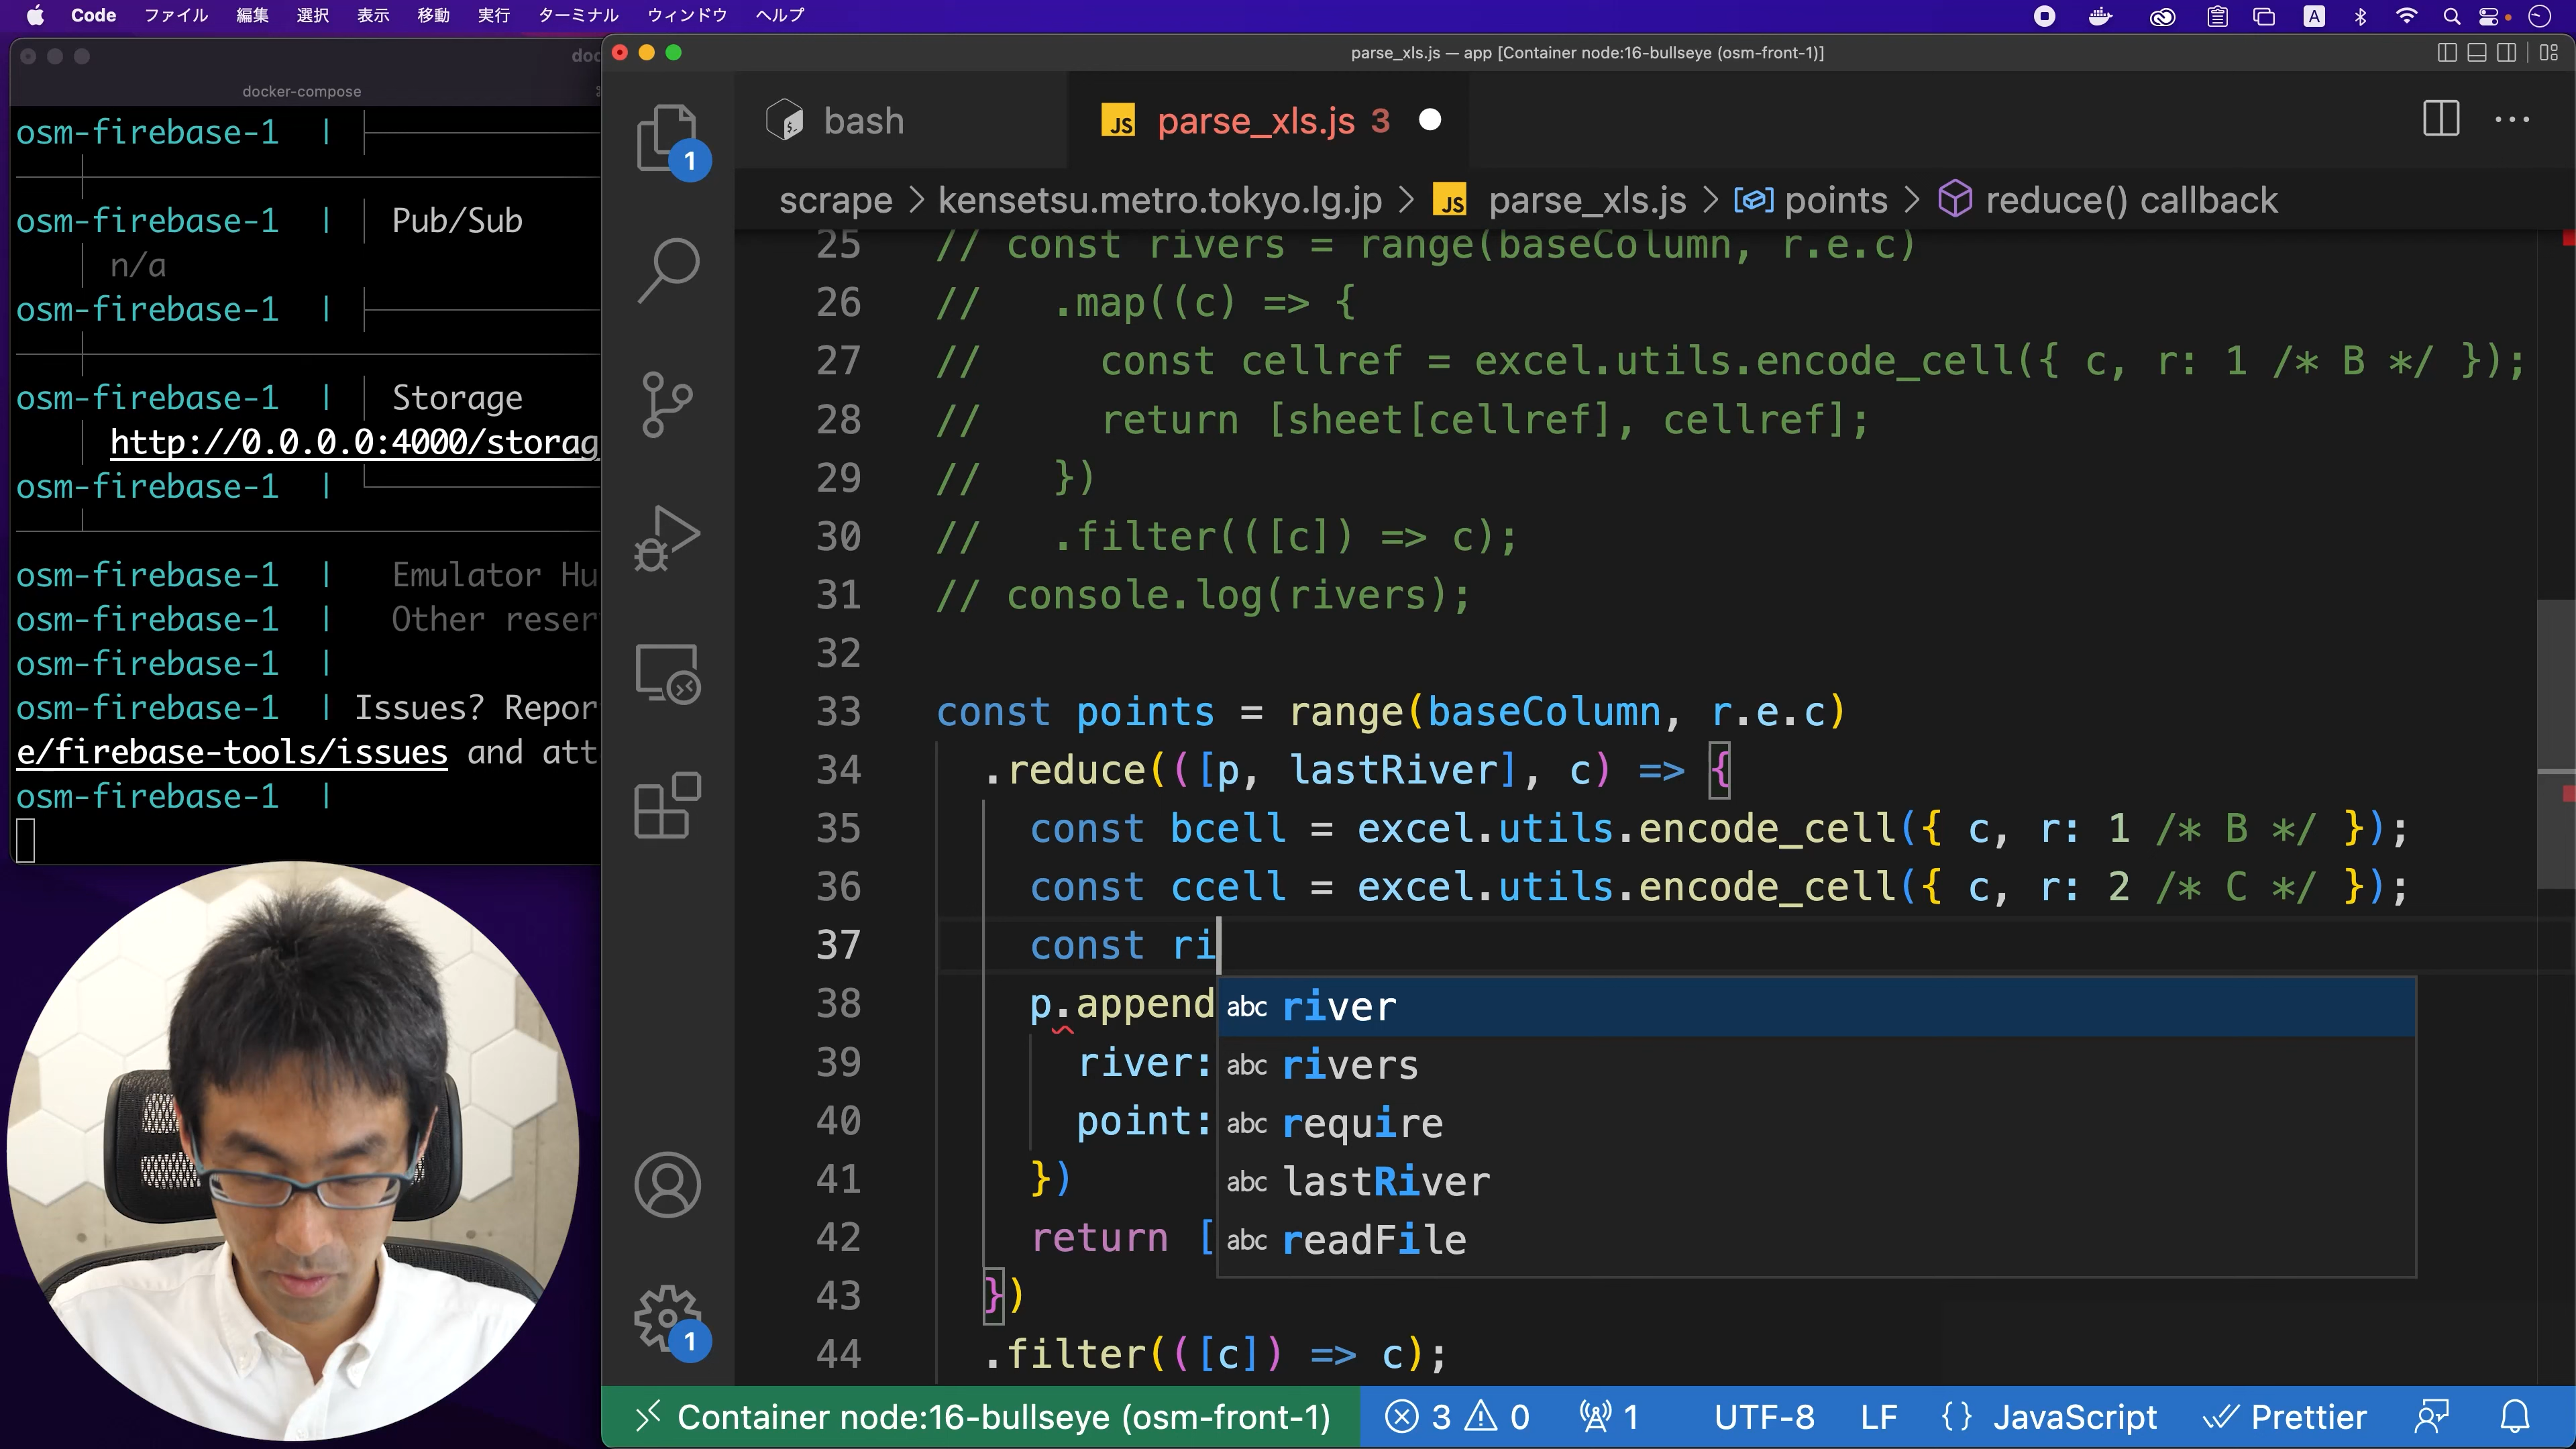 Code ファイル 編集 選択 表示 移動 実行 ターミナル ウィンドウ ヘルプ A
docker-compose
osm-firebase-1 |
osm-firebase-1 | Pub/Sub
n/a
osm-firebase-1 |
osm-firebase-1 | Storage
http://0.0.0.0:4000/storag
osm-firebase-1 |
osm-firebase-1 | Emulator Hu
osm-firebase-1 | Other reser
osm-firebase-1 |
osm-firebase-1 | Issues? Repor
e/firebase-tools/issues and att
osm-firebase-1 |
parse_xls.js — app [Container node:16-bullseye (osm-front-1)]
bash
JS parse_xls.js 3
1
scrape > kensetsu.metro.tokyo.lg.jp > JS parse_xls.js > points > reduce() callback
25 // const rivers = range(baseColumn, r.e.c)
26 // .map((c) => {
27 // const cellref = excel.utils.encode_cell({ c, r: 1 /* B */ });
28 // return [sheet[cellref], cellref];
29 // })
30 // .filter(([c]) => c);
31 // console.log(rivers);
32
33 const points = range(baseColumn, r.e.c)
34 .reduce(([p, lastRiver], c) => {
35 const bcell = excel.utils.encode_cell({ c, r: 1 /* B */ });
36 const ccell = excel.utils.encode_cell({ c, r: 2 /* C */ });
37 const ri
38 p.append
39 river:
40 point:
41 })
42 return [
43 })
44 .filter(([c]) => c);
abc river
abc rivers
abc require
abc lastRiver
abc readFile
1
Container node:16-bullseye (osm-front-1) 3 0 1 UTF-8 LF {} JavaScript Prettier